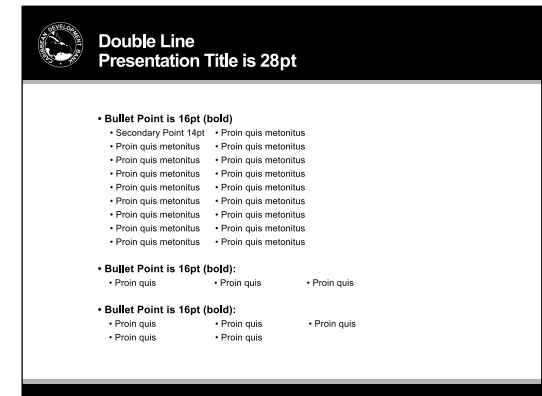 CARIBBEAN DEVELOPMENT BANK
Double Line
Presentation Title is 28pt
• Bullet Point is 16pt (bold)
• Secondary Point 14pt • Proin quis metonitus
• Proin quis metonitus • Proin quis metonitus
• Proin quis metonitus • Proin quis metonitus
• Proin quis metonitus • Proin quis metonitus
• Proin quis metonitus • Proin quis metonitus
• Proin quis metonitus • Proin quis metonitus
• Proin quis metonitus • Proin quis metonitus
• Proin quis metonitus • Proin quis metonitus
• Proin quis metonitus • Proin quis metonitus
• Bullet Point is 16pt (bold):
• Proin quis • Proin quis • Proin quis
• Bullet Point is 16pt (bold):
• Proin quis • Proin quis • Proin quis
• Proin quis • Proin quis